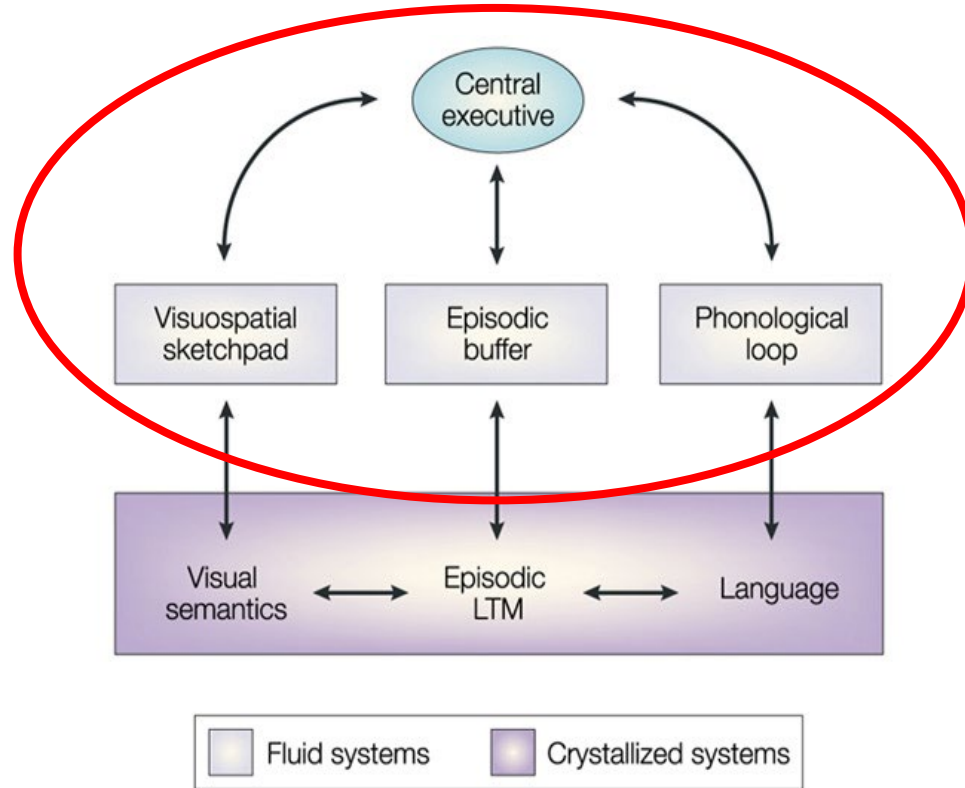 Central
executive
Visuospatial
sketchpad
Episodic
buffer
Phonological
loop
Visual
semantics
Episodic
LTM
Language
Fluid systems
Crystallized systems